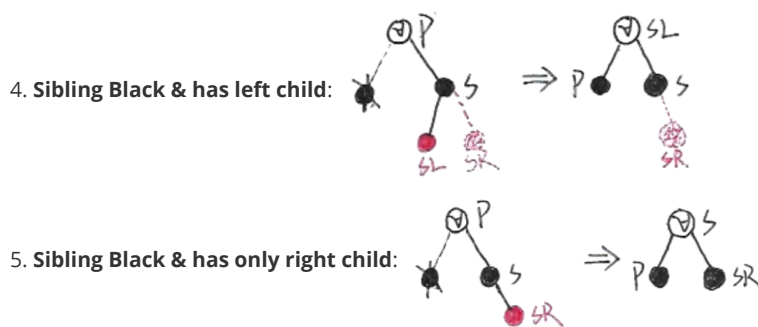 P SL
4. Sibling Black & has left child: S ⇒ P S
SL SR SR
P S
5. Sibling Black & has only right child: S ⇒ P SR
SR